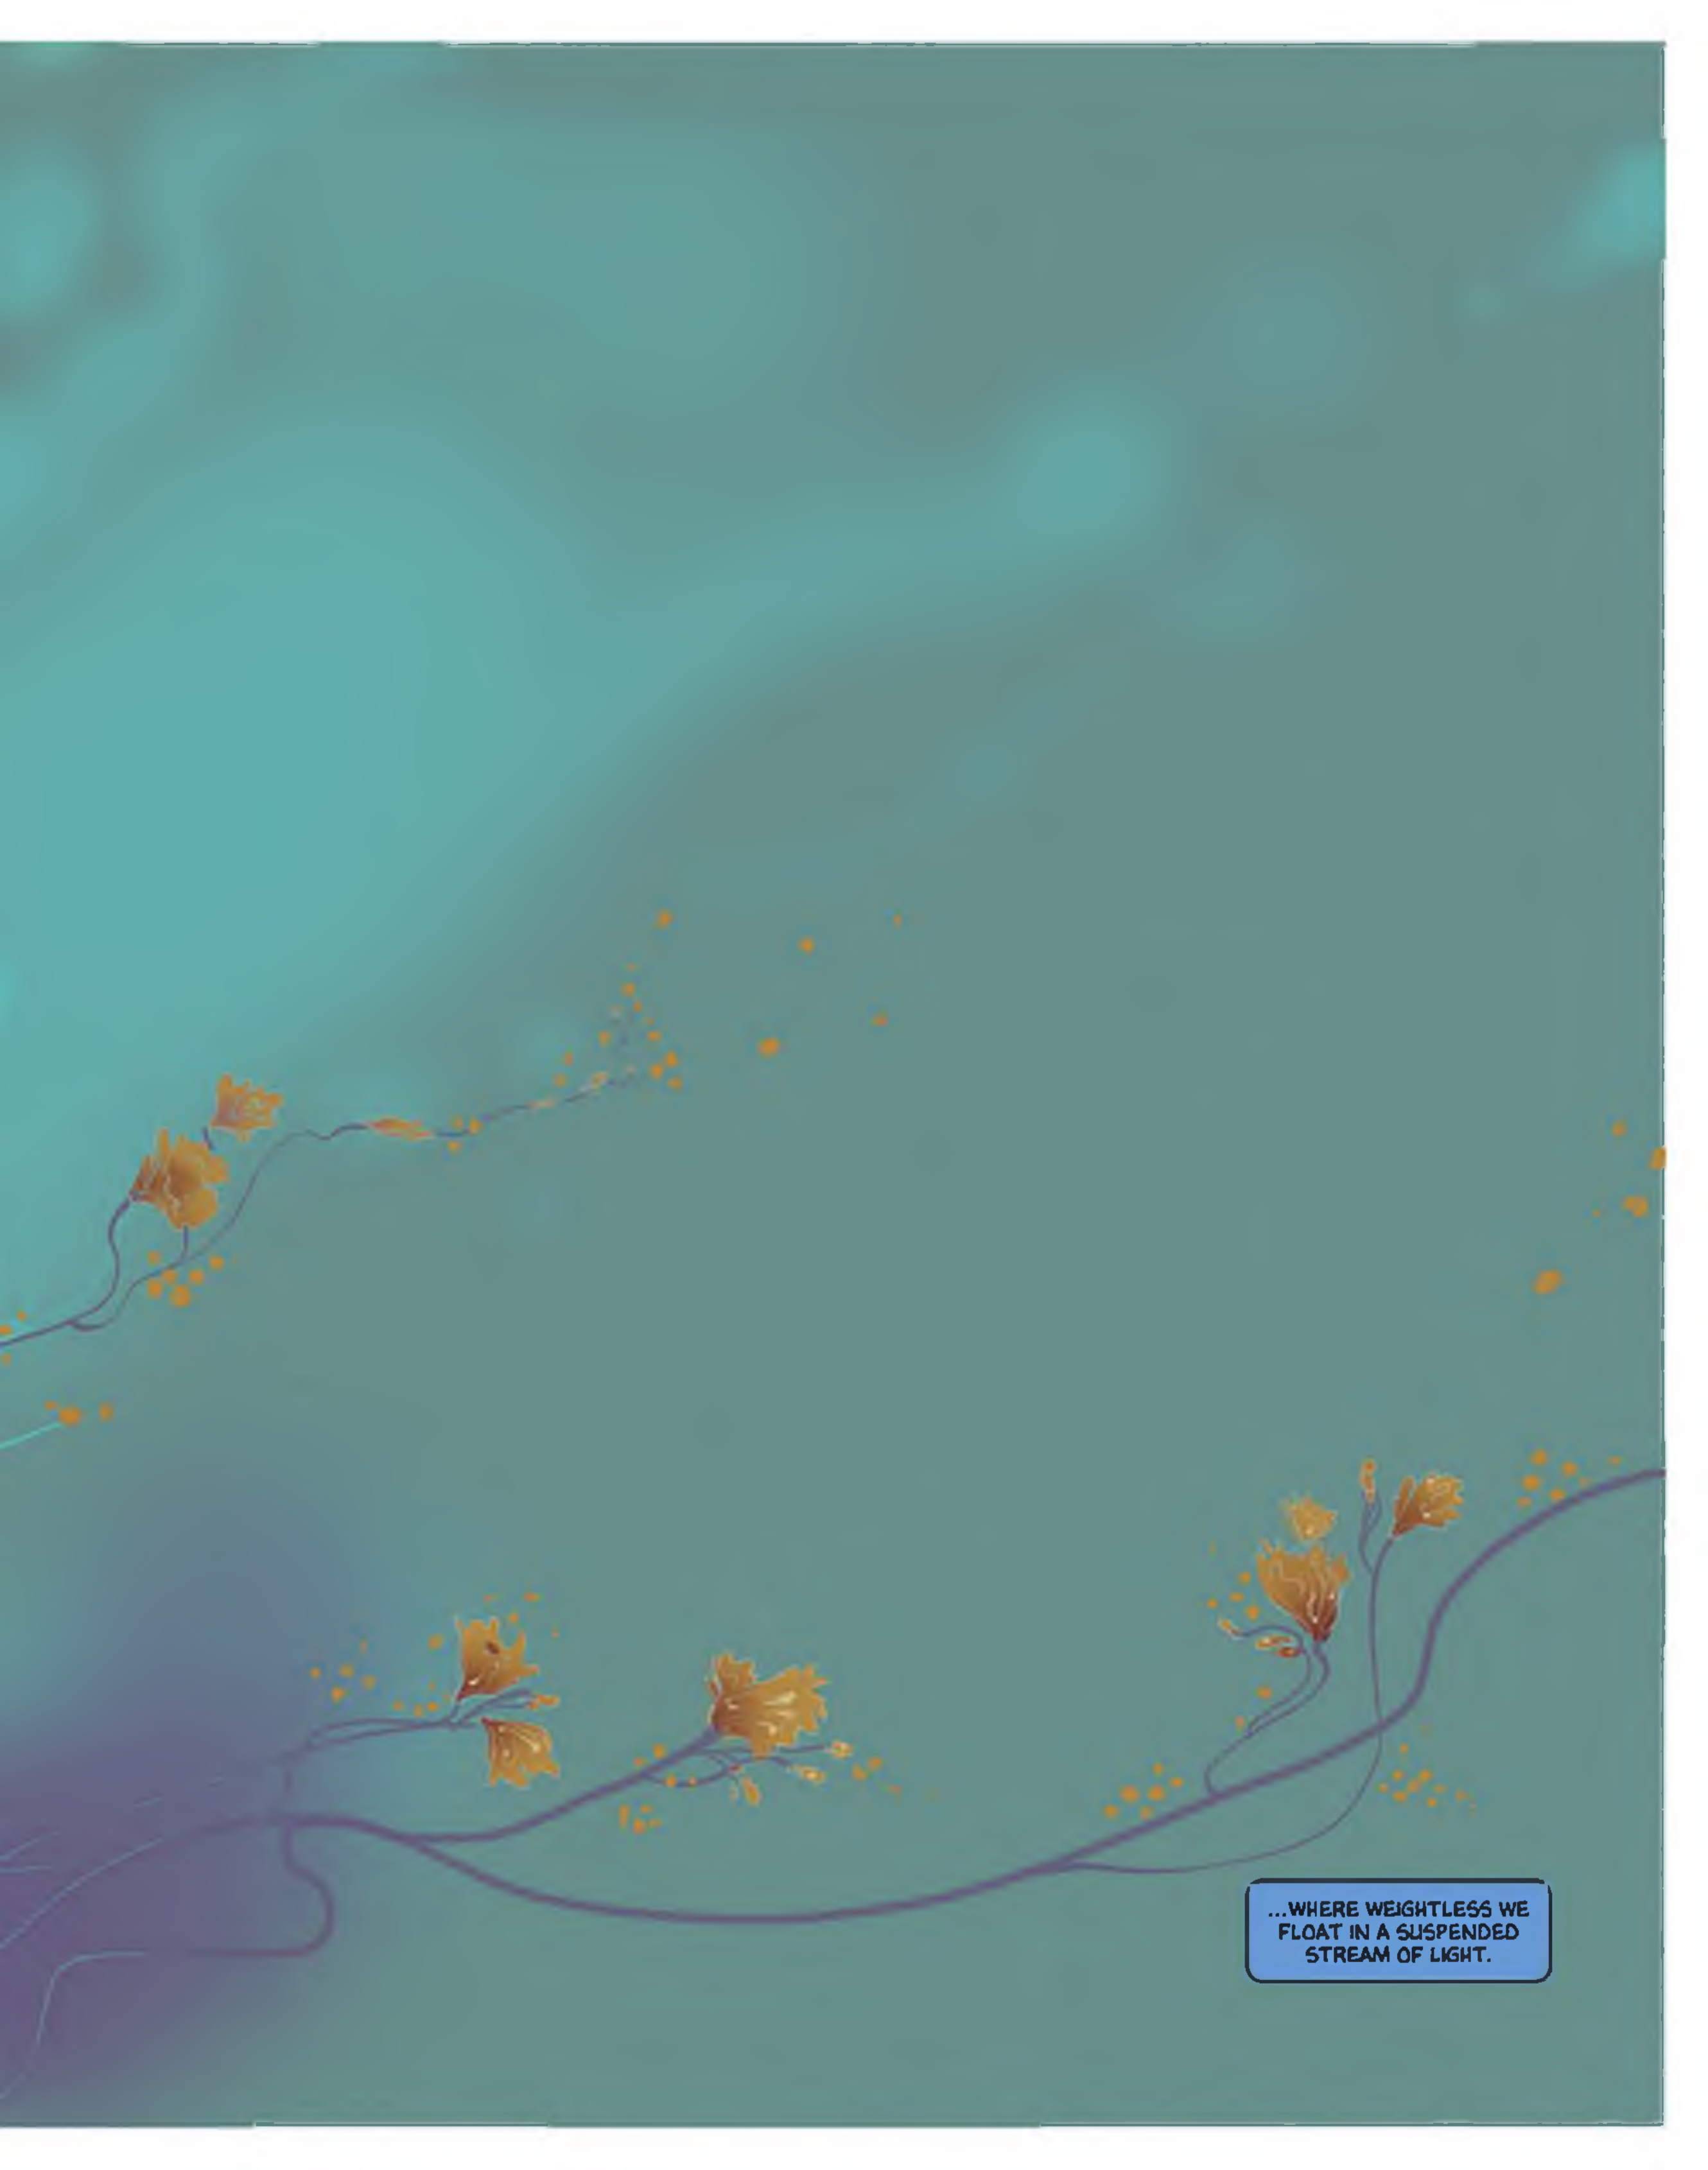 ...WHERE WEIGHTLESS WE
FLOAT IN A SUSPENDED
STREAM OF LIGHT.